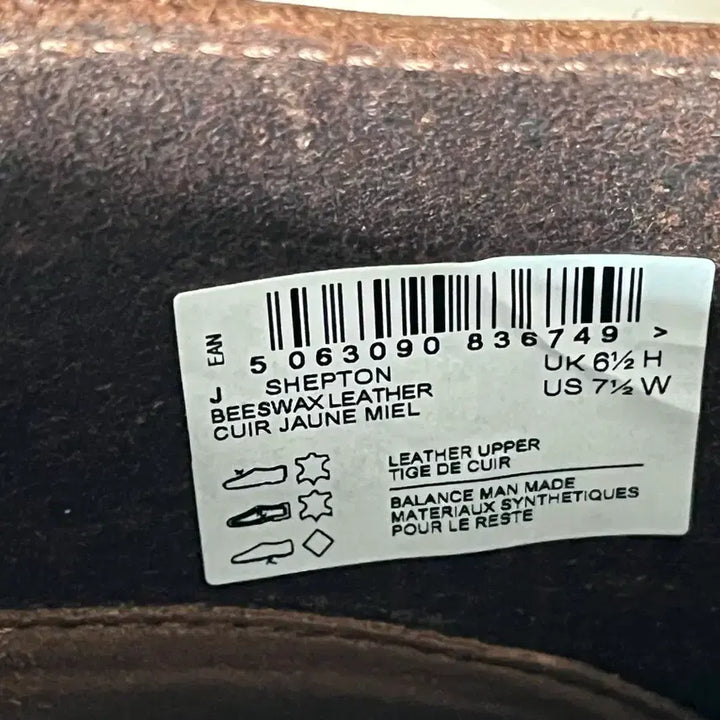 EAN
5 063090 836749 >
J SHEPTON UK 6½ H
BEESWAX LEATHER US 7½ W
CUIR JAUNE MIEL
LEATHER UPPER
TIGE DE CUIR
BALANCE MAN MADE
MATERIAUX SYNTHETIQUES
POUR LE RESTE